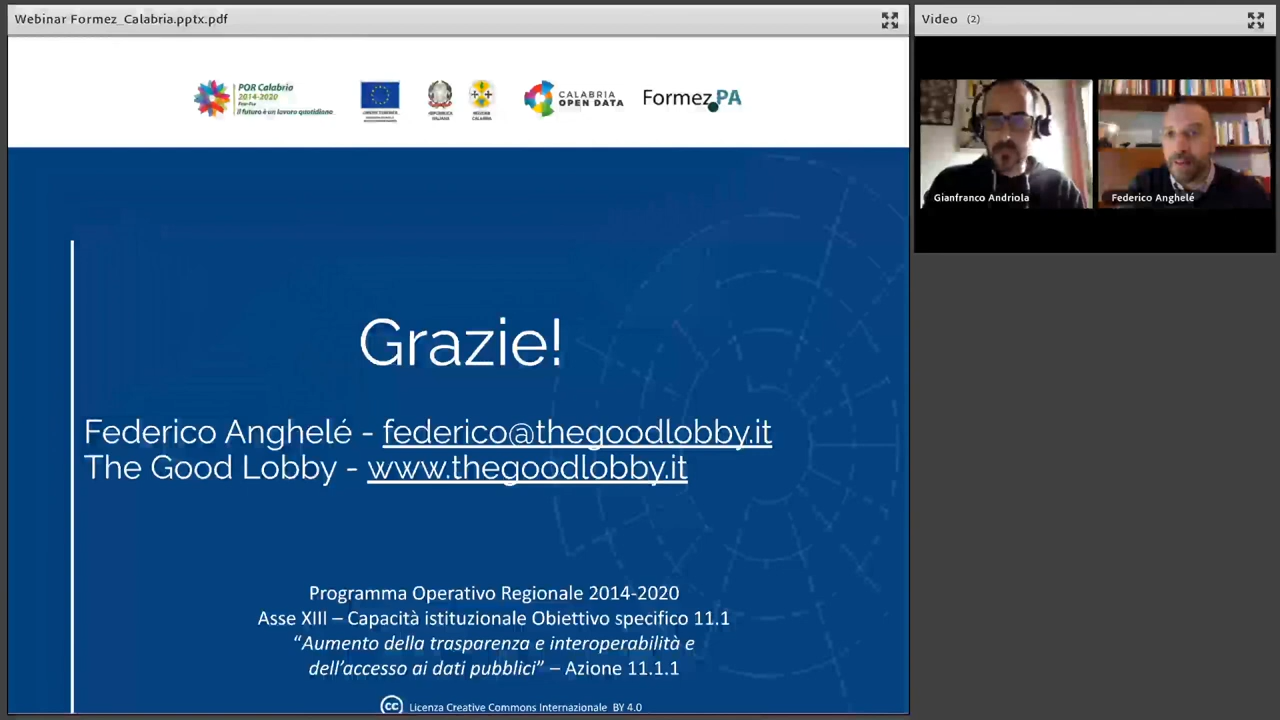 Webinar Formez_Calabria.pptx.pdf
Video (2)
POR Calabria
2014-2020
il futuro è un lavoro quotidiano
CALABRIA
OPEN DATA
FormezPA
Gianfranco Andriola
Federico Anghelé
Grazie!
Federico Anghelé - federico@thegoodlobby.it
The Good Lobby - www.thegoodlobby.it
Programma Operativo Regionale 2014-2020
Asse XIII – Capacità istituzionale Obiettivo specifico 11.1
“Aumento della trasparenza e interoperabilità e
dell’accesso ai dati pubblici” – Azione 11.1.1
cc Licenza Creative Commons Internazionale BY 4.0